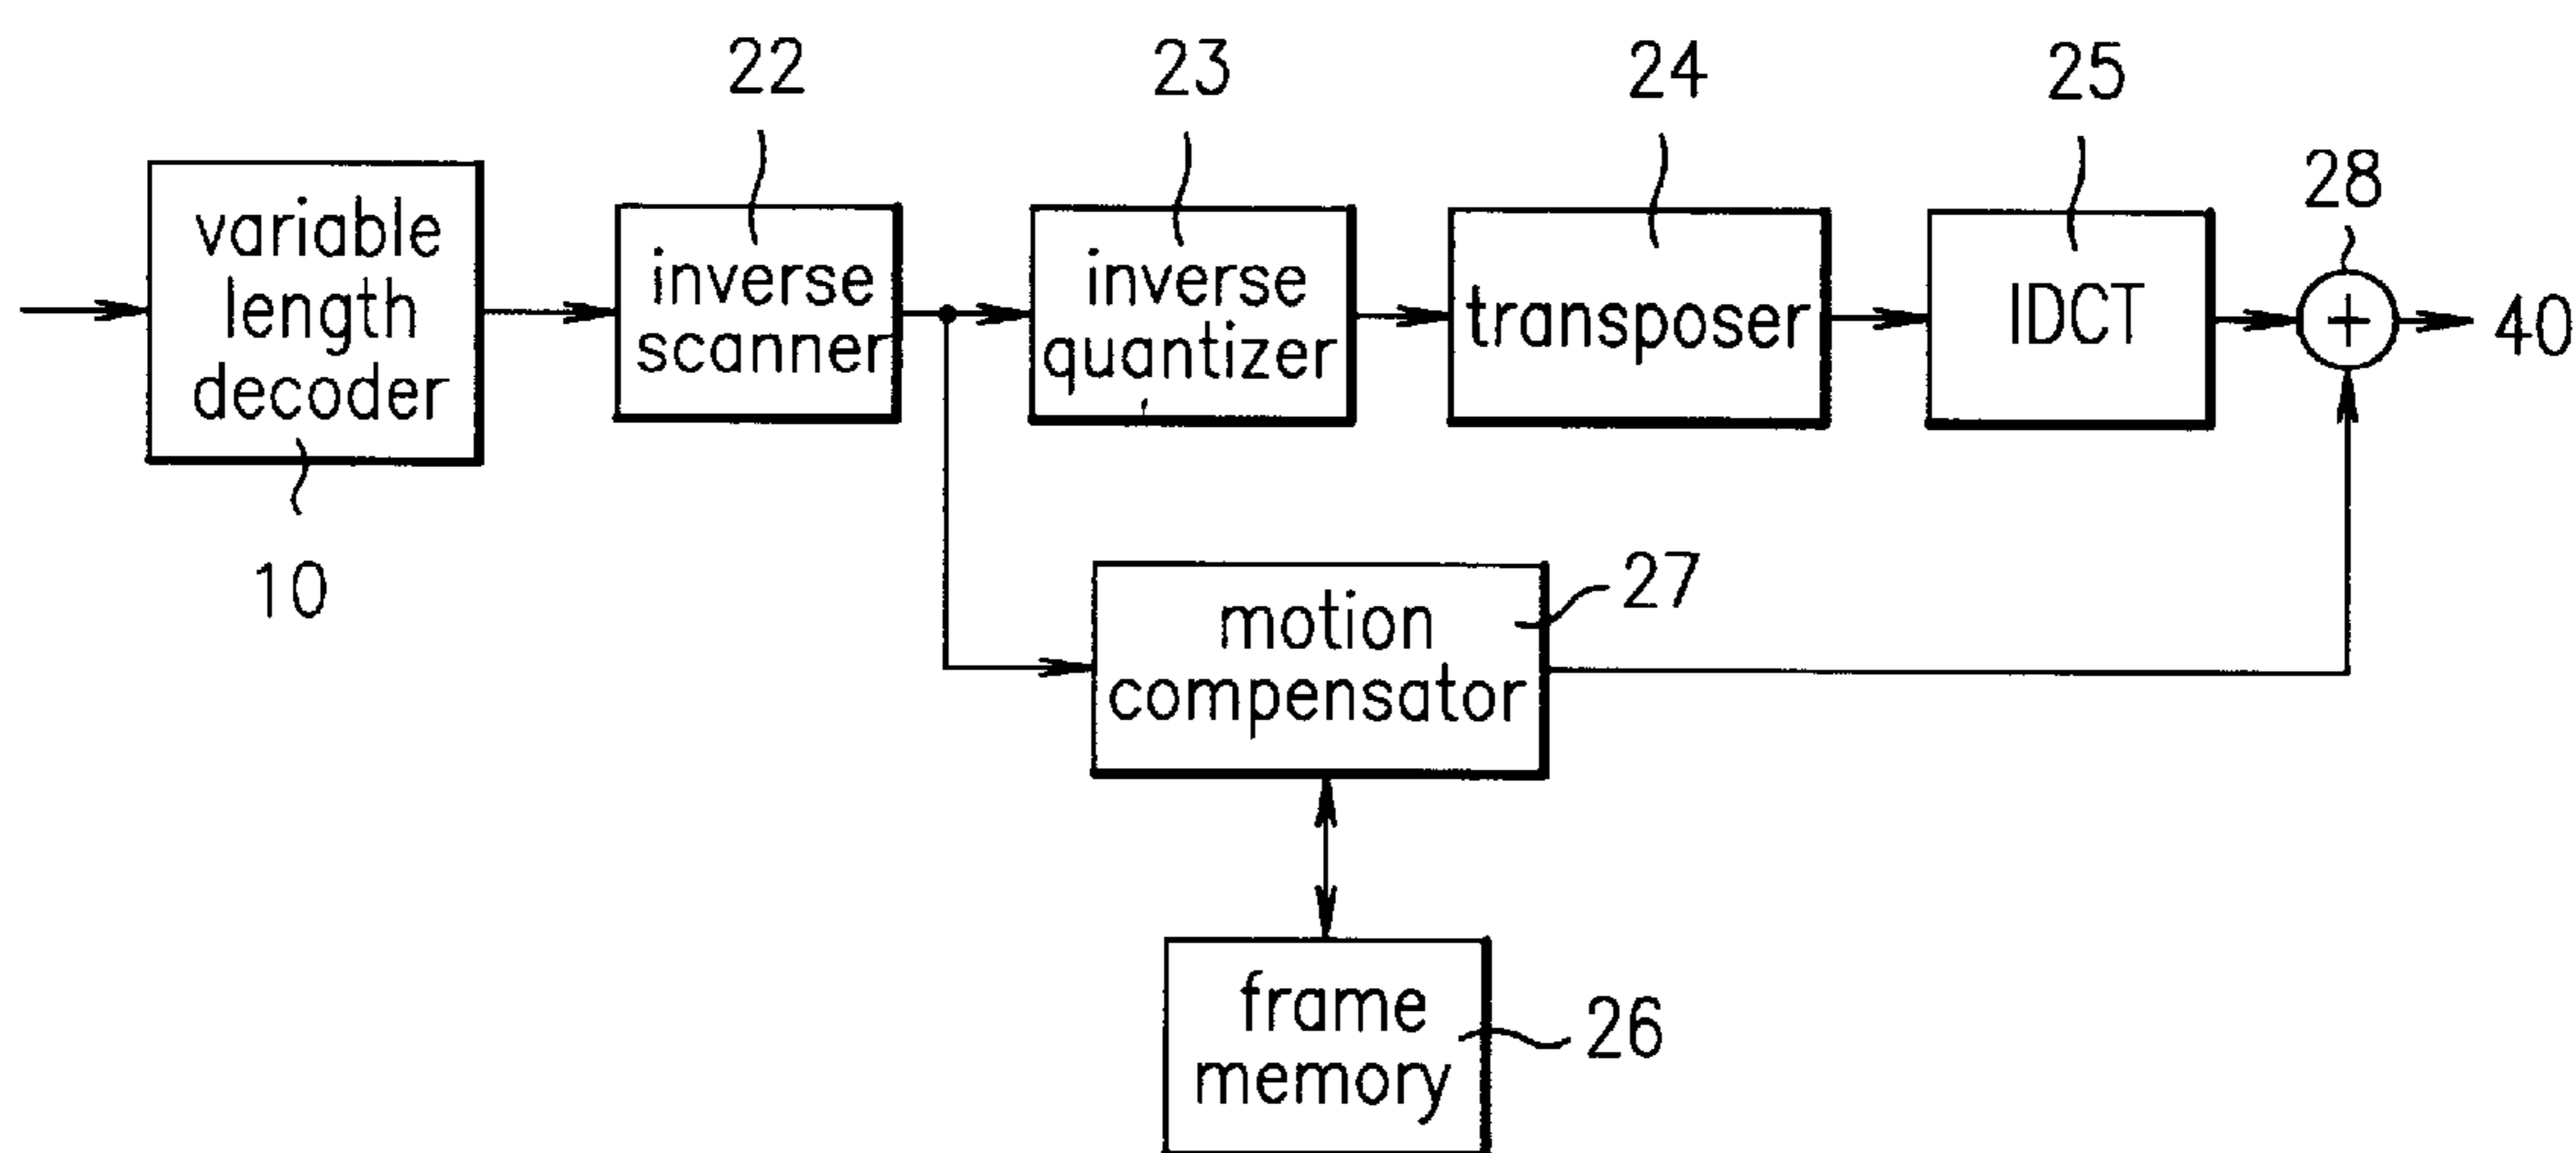 22
23
24
25
28
variable
length
decoder
inverse
scanner
inverse
quantizer
transposer
IDCT
+
40
10
motion
compensator
27
frame
memory
26